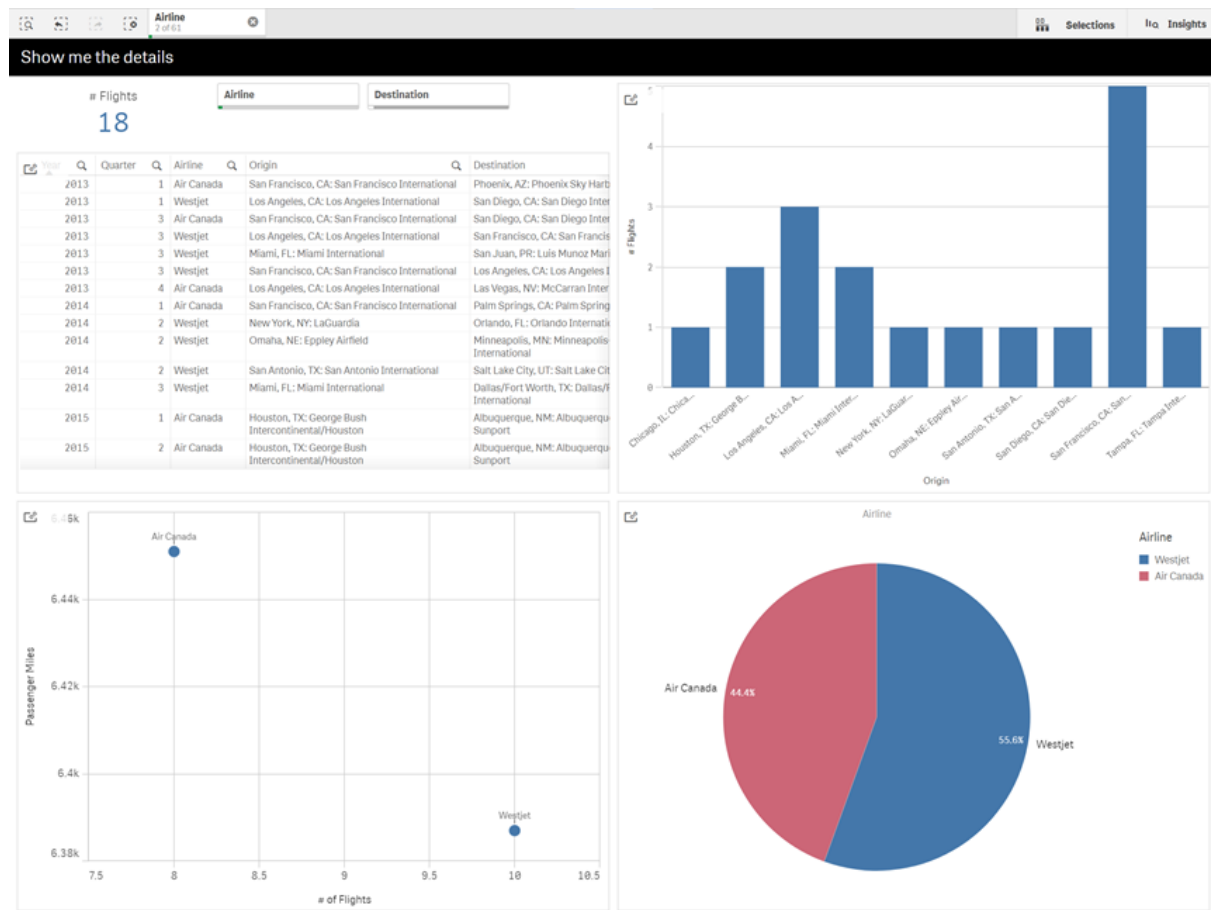 Airline
2 of 61
Selections
Insights
Show me the details
# Flights
18
Airline
Destination
Year Quarter Airline Origin Destination
2013 1 Air Canada San Francisco, CA: San Francisco International Phoenix, AZ: Phoenix Sky Harb
2013 1 Westjet Los Angeles, CA: Los Angeles International San Diego, CA: San Diego Inter
2013 3 Air Canada San Francisco, CA: San Francisco International San Diego, CA: San Diego Inter
2013 3 Westjet Los Angeles, CA: Los Angeles International San Francisco, CA: San Francis
2013 3 Westjet Miami, FL: Miami International San Juan, PR: Luis Munoz Mari
2013 3 Westjet San Francisco, CA: San Francisco International Los Angeles, CA: Los Angeles I
2013 4 Air Canada Los Angeles, CA: Los Angeles International Las Vegas, NV: McCarran Inter
2014 1 Air Canada San Francisco, CA: San Francisco International Palm Springs, CA: Palm Spring
2014 2 Westjet New York, NY: LaGuardia Orlando, FL: Orlando Internatio
2014 2 Westjet Omaha, NE: Eppley Airfield Minneapolis, MN: Minneapolis-
International
2014 2 Westjet San Antonio, TX: San Antonio International Salt Lake City, UT: Salt Lake Cit
2014 3 Westjet Miami, FL: Miami International Dallas/Fort Worth, TX: Dallas/F
International
2015 1 Air Canada Houston, TX: George Bush Albuquerque, NM: Albuquerqu
Intercontinental/Houston Sunport
2015 2 Air Canada Houston, TX: George Bush Albuquerque, NM: Albuquerqu
Intercontinental/Houston Sunport
5
4
3
2
1
0
# Flights
Chicago, IL: Chica...
Houston, TX: George B...
Los Angeles, CA: Los A...
Miami, FL: Miami Inter...
New York, NY: LaGuar...
Omaha, NE: Eppley Air...
San Antonio, TX: San A...
San Diego, CA: San Die...
San Francisco, CA: San...
Tampa, FL: Tampa Inte...
Origin
6.46k
Air Canada
6.44k
6.42k
6.4k
Westjet
6.38k
Passenger Miles
7.5 8 8.5 9 9.5 10 10.5
# of Flights
Airline
Airline
Westjet
Air Canada
Air Canada
44.4%
55.6%
Westjet